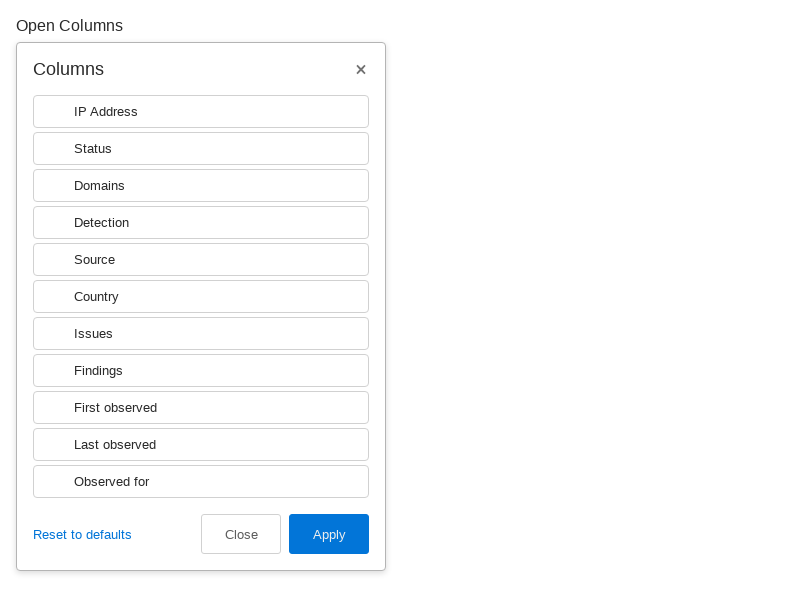 Open Columns
Columns
×
IP Address
Status
Domains
Detection
Source
Country
Issues
Findings
First observed
Last observed
Observed for
Reset to defaults
Close
Apply